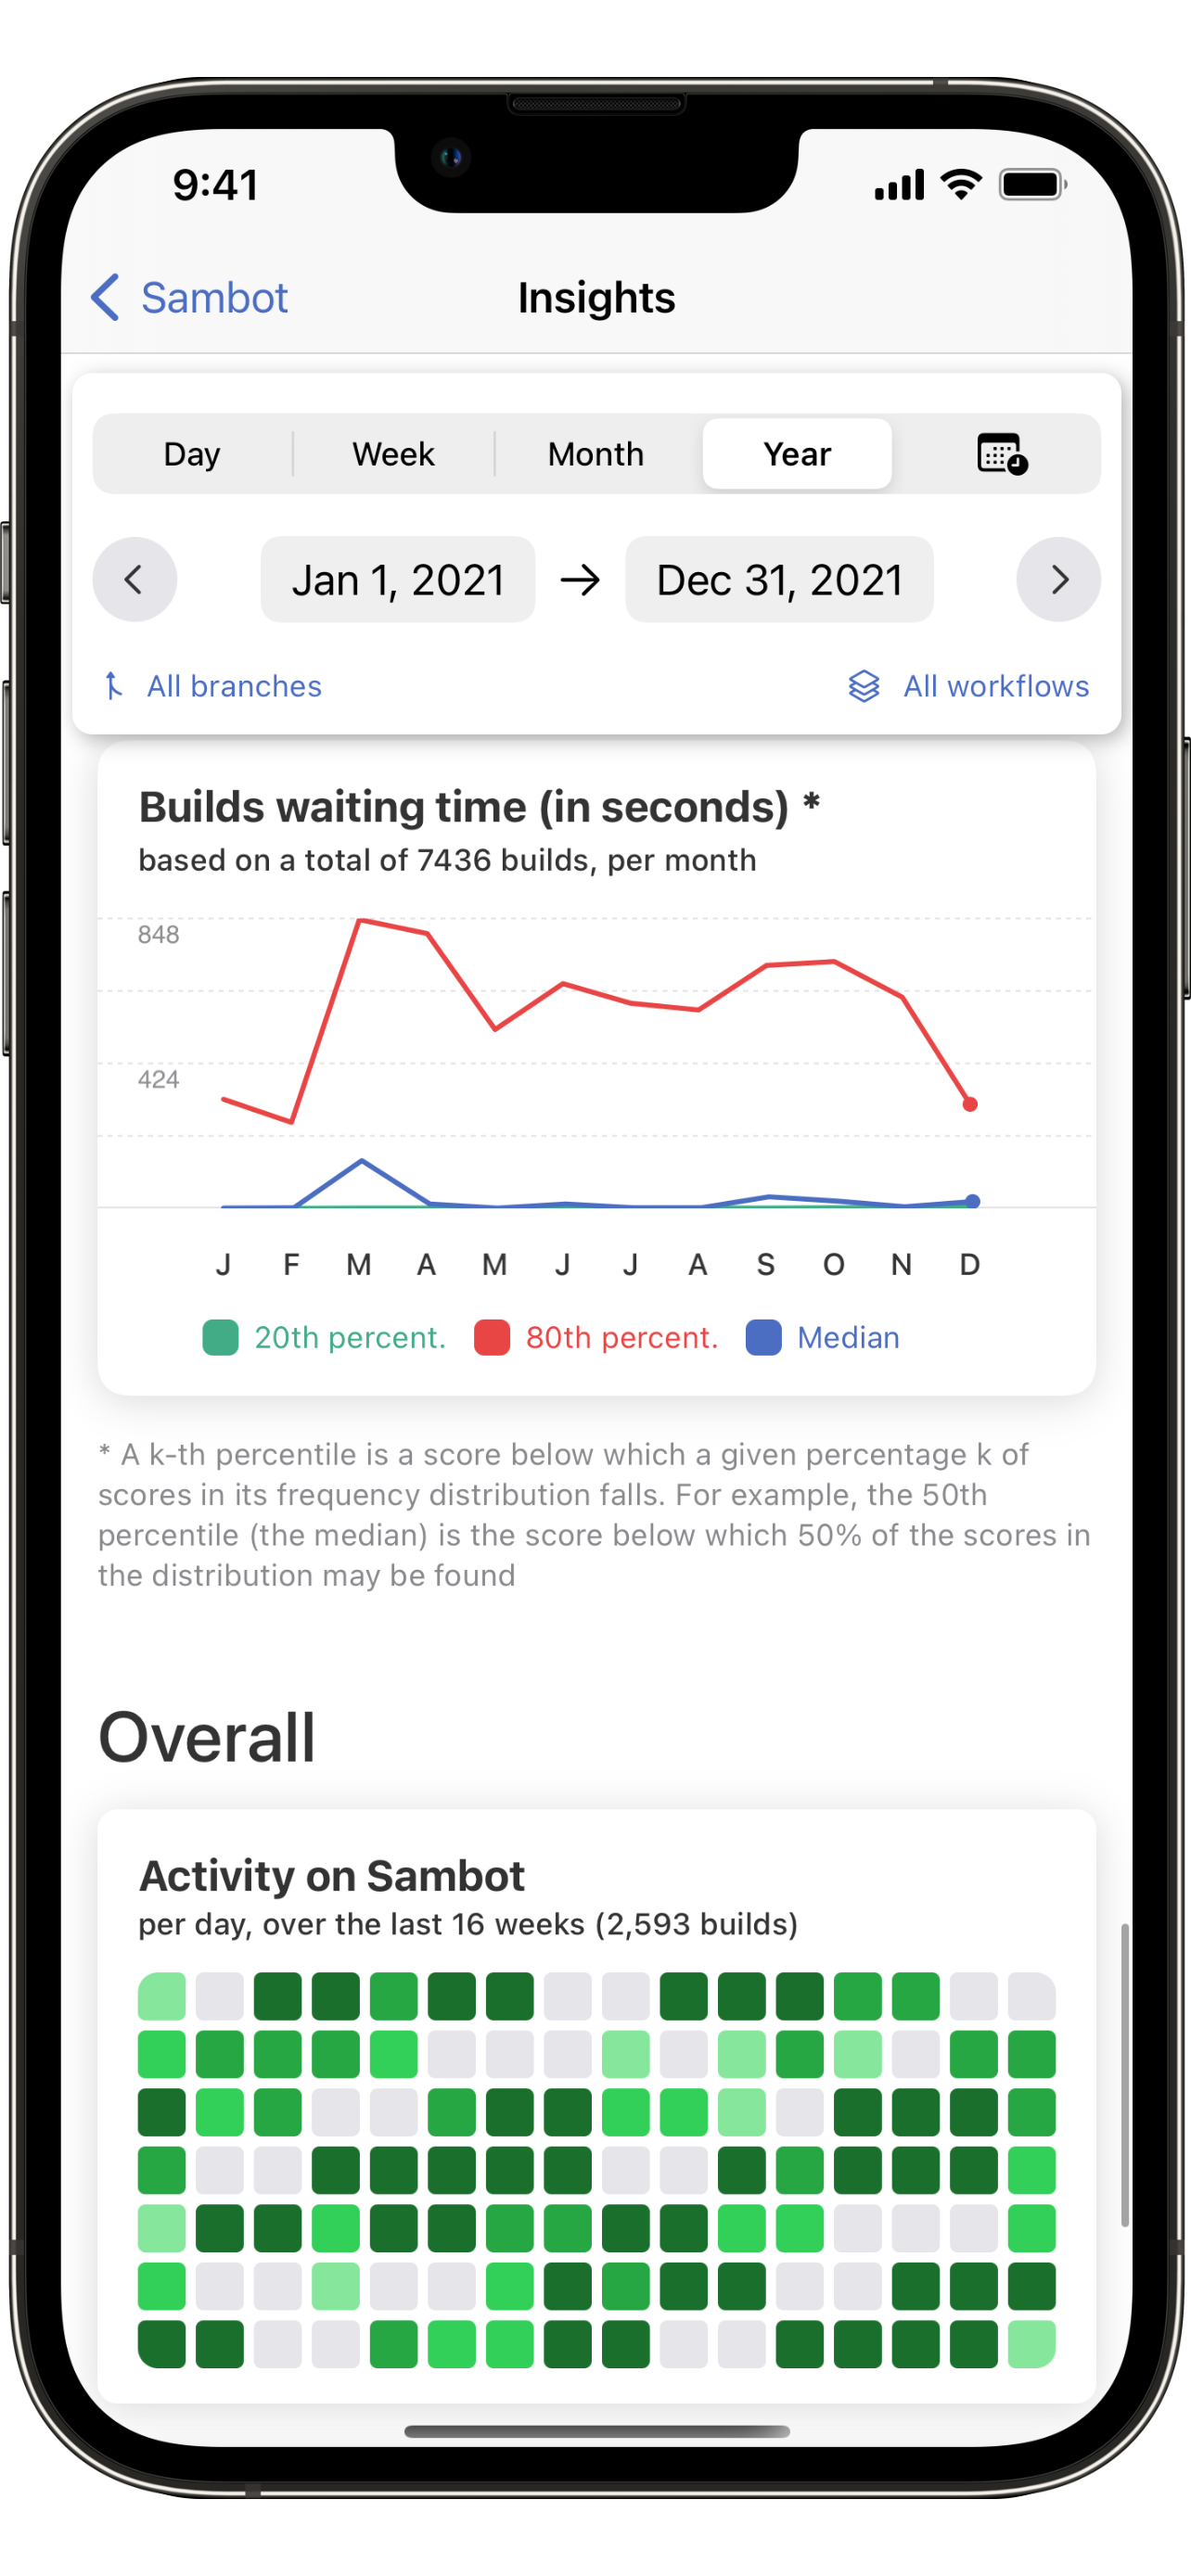 9:41
Sambot
Insights
Day Week Month Year
Jan 1, 2021 → Dec 31, 2021
All branches All workflows
Builds waiting time (in seconds) *
based on a total of 7436 builds, per month
848
424
J F M A M J J A S O N D
20th percent. 80th percent. Median
* A k-th percentile is a score below which a given percentage k of
scores in its frequency distribution falls. For example, the 50th
percentile (the median) is the score below which 50% of the scores in
the distribution may be found
Overall
Activity on Sambot
per day, over the last 16 weeks (2,593 builds)